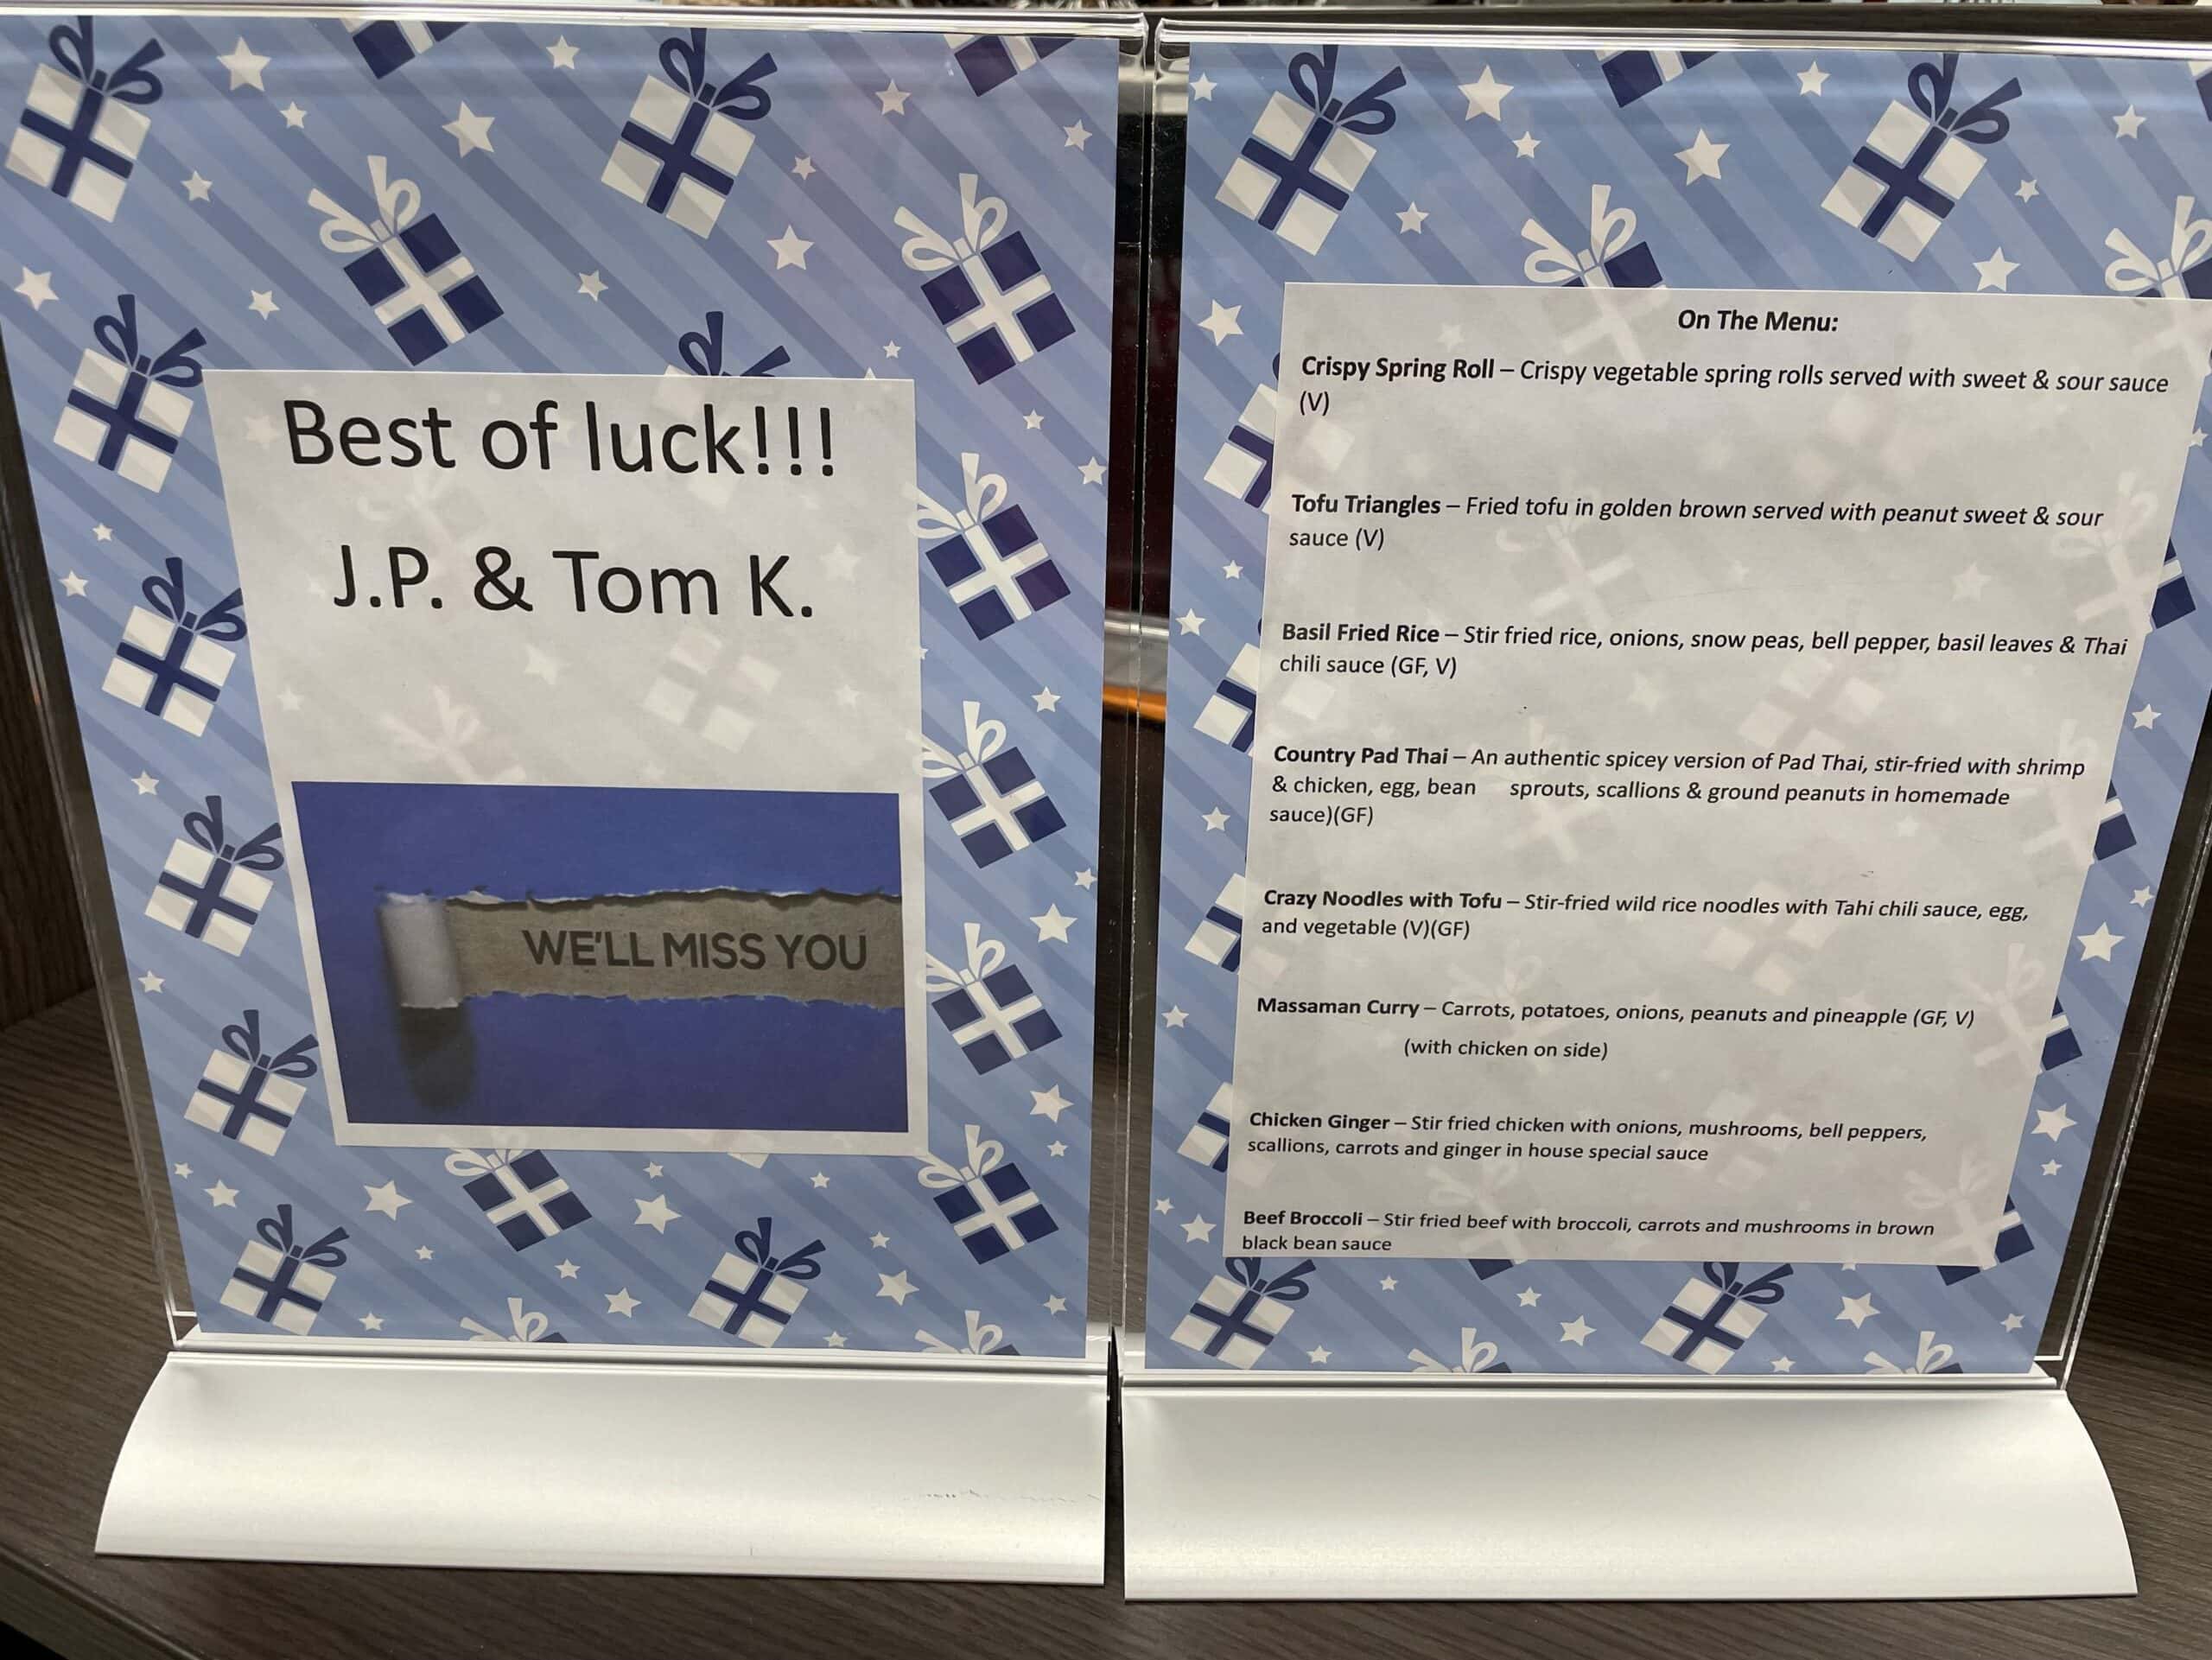 Best of luck!!!
J.P. & Tom K.
WE'LL MISS YOU
On The Menu:
Crispy Spring Roll – Crispy vegetable spring rolls served with sweet & sour sauce
(V)
Tofu Triangles – Fried tofu in golden brown served with peanut sweet & sour
sauce (V)
Basil Fried Rice – Stir fried rice, onions, snow peas, bell pepper, basil leaves & Thai
chili sauce (GF, V)
Country Pad Thai – An authentic spicey version of Pad Thai, stir-fried with shrimp
& chicken, egg, bean sprouts, scallions & ground peanuts in homemade
sauce)(GF)
Crazy Noodles with Tofu – Stir-fried wild rice noodles with Tahi chili sauce, egg,
and vegetable (V)(GF)
Massaman Curry – Carrots, potatoes, onions, peanuts and pineapple (GF, V)
(with chicken on side)
Chicken Ginger – Stir fried chicken with onions, mushrooms, bell peppers,
scallions, carrots and ginger in house special sauce
Beef Broccoli – Stir fried beef with broccoli, carrots and mushrooms in brown
black bean sauce